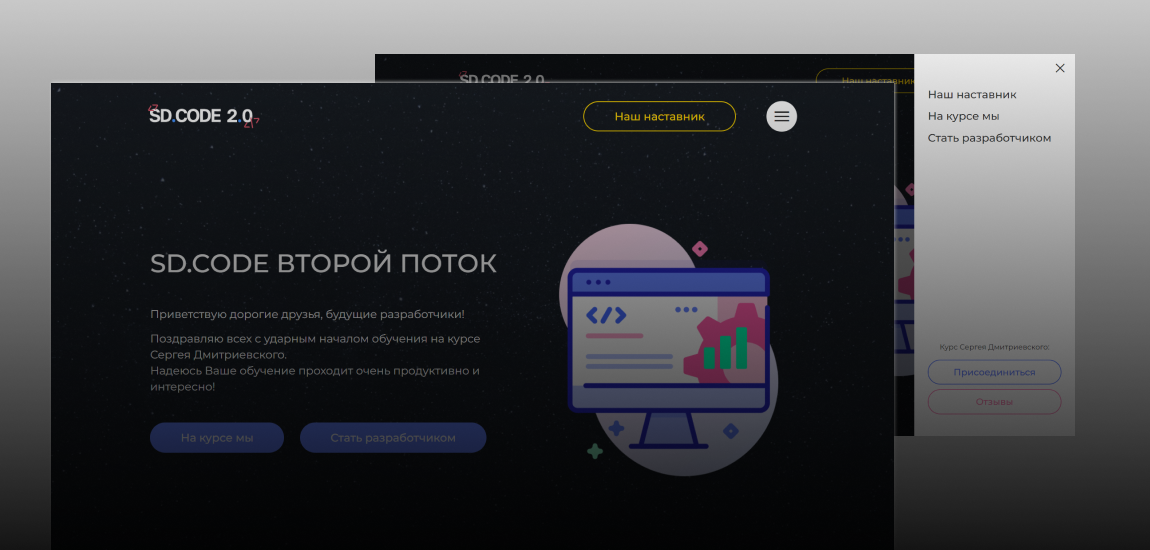 SD.CODE 2.0
Наш наставник
SD.CODE ВТОРОЙ ПОТОК
Приветствую дорогие друзья, будущие разработчики!
Поздравляю всех с ударным началом обучения на курсе
Сергея Дмитриевского.
Надеюсь Ваше обучение проходит очень продуктивно и
интересно!
На курсе мы
Стать разработчиком
SD.CODE 2.0
Наш наставник
Наш наставник
На курсе мы
Стать разработчиком
Курс Сергея Дмитриевского:
Присоединиться
Отзывы